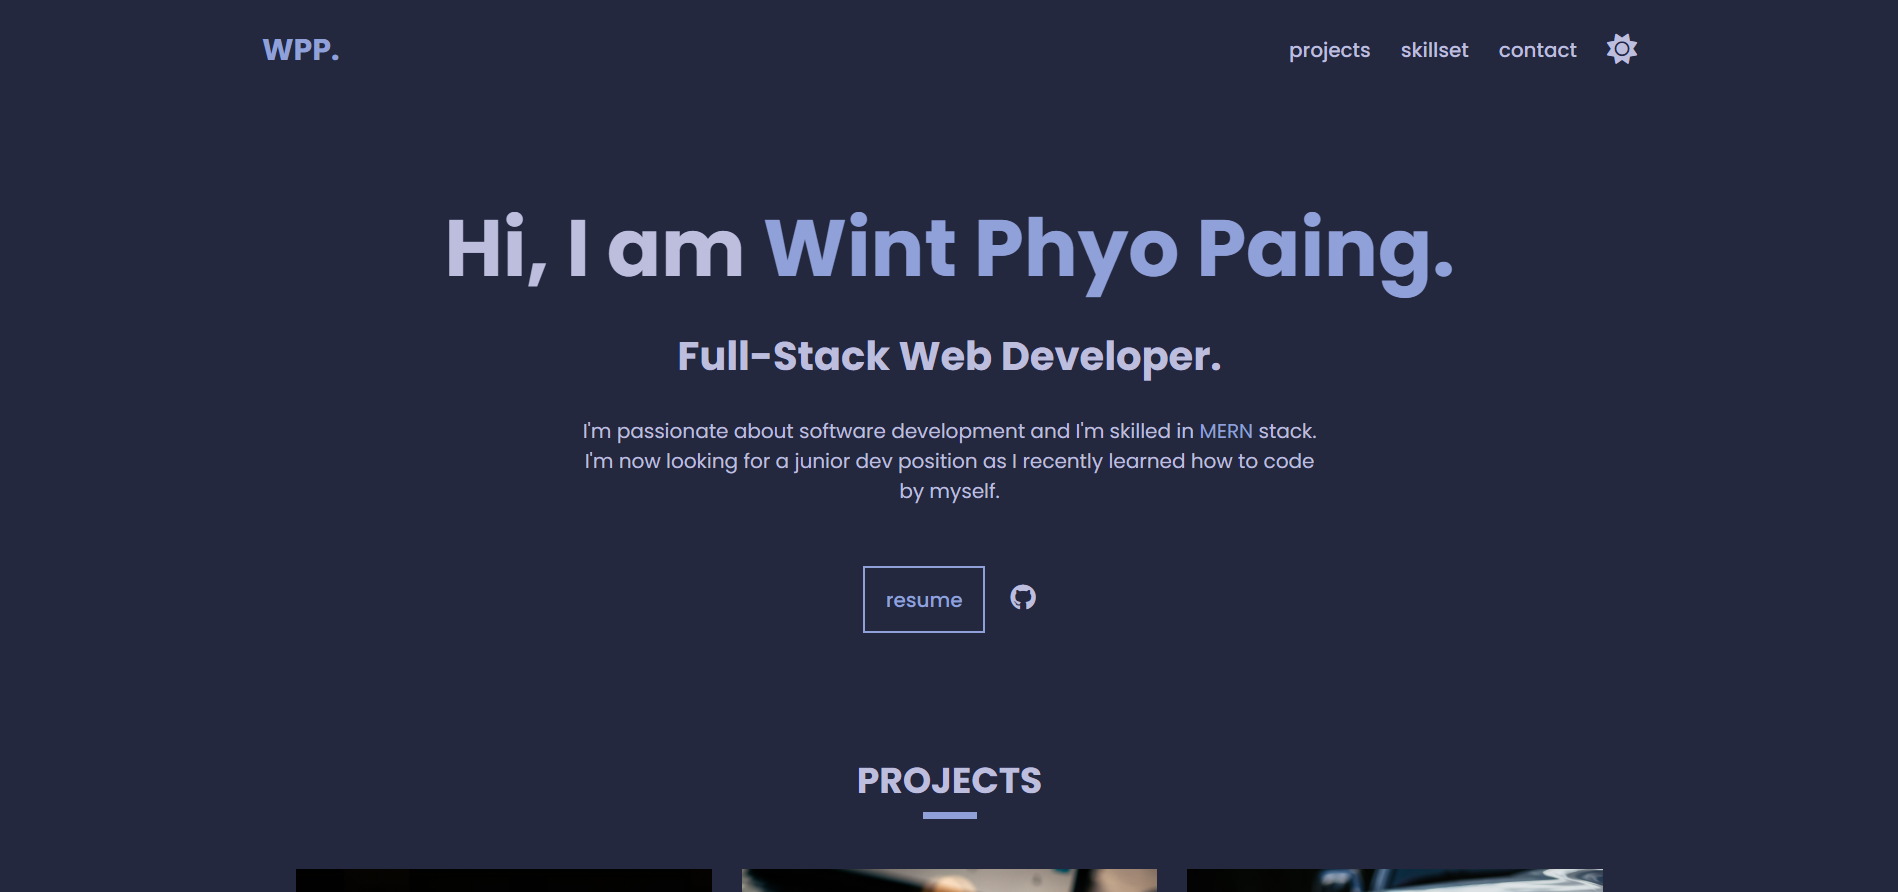 WPP.
projects skillset contact
Hi, I am Wint Phyo Paing.
Full-Stack Web Developer.
I'm passionate about software development and I'm skilled in MERN stack.
I'm now looking for a junior dev position as I recently learned how to code
by myself.
resume
PROJECTS